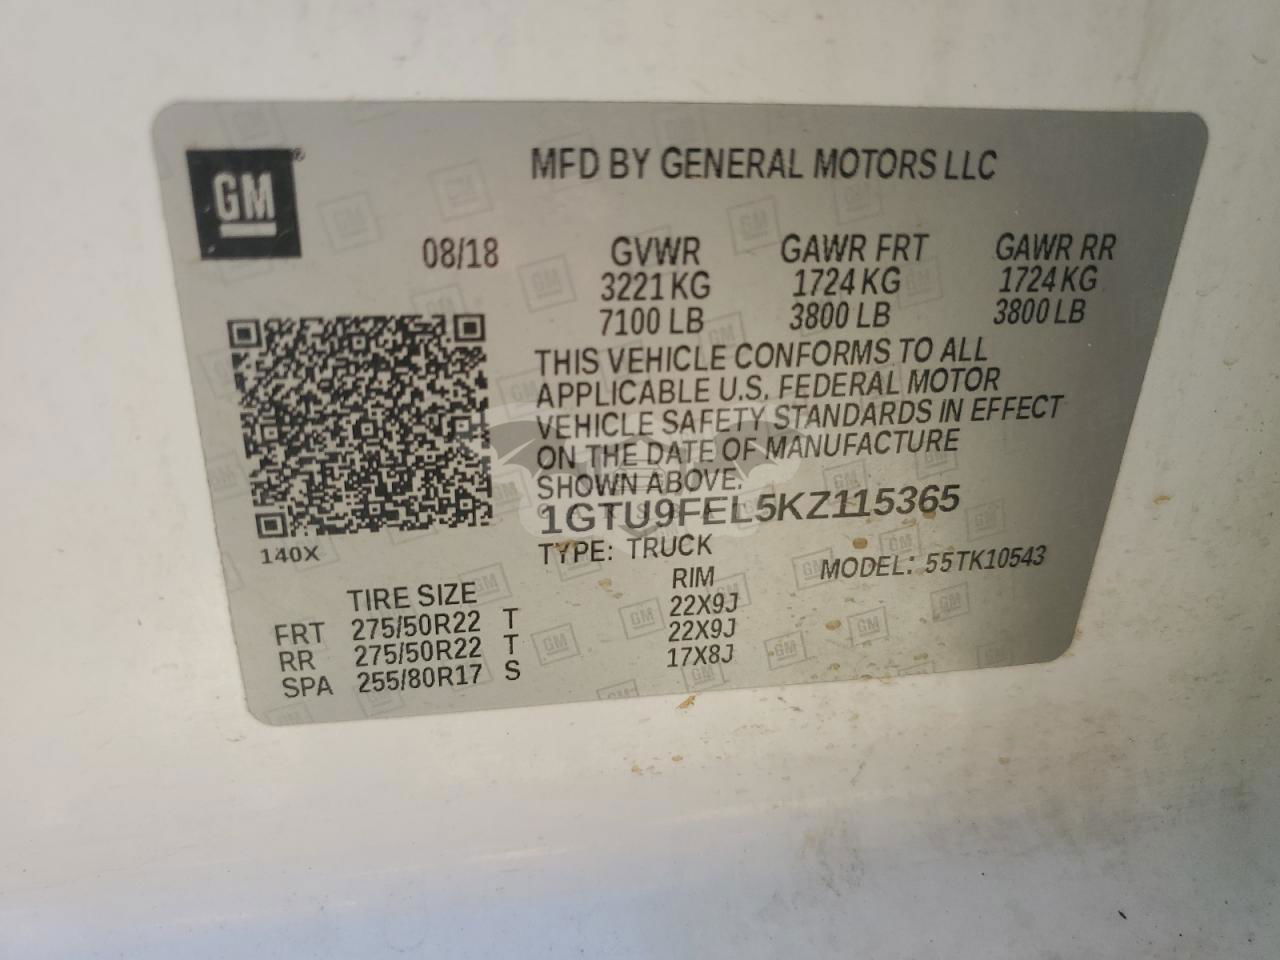 GM
MFD BY GENERAL MOTORS LLC
08/18 GVWR GAWR FRT GAWR RR
3221 KG 1724 KG 1724 KG
7100 LB 3800 LB 3800 LB
THIS VEHICLE CONFORMS TO ALL
APPLICABLE U.S. FEDERAL MOTOR
VEHICLE SAFETY STANDARDS IN EFFECT
ON THE DATE OF MANUFACTURE
SHOWN ABOVE.
1GTU9FEL5KZ115365
140X TYPE: TRUCK MODEL: 55TK10543
TIRE SIZE RIM
FRT 275/50R22 T 22X9J
RR 275/50R22 T 22X9J
SPA 255/80R17 S 17X8J